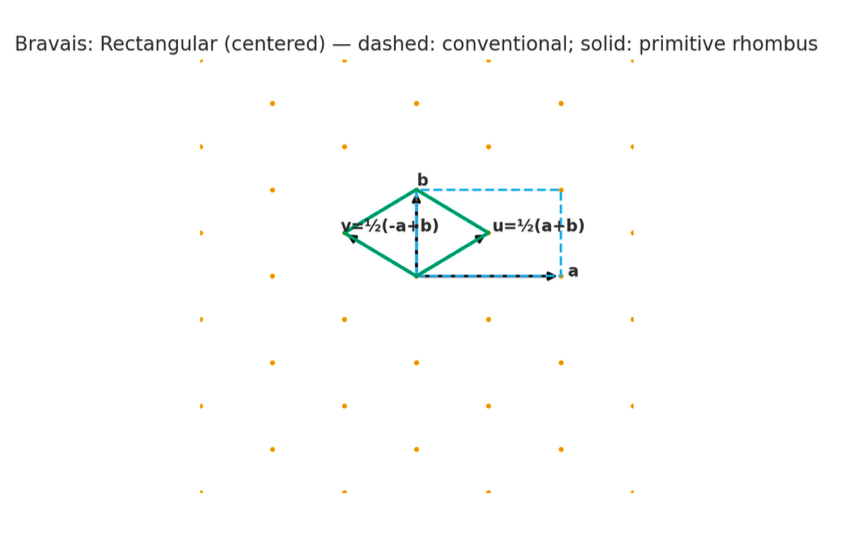 Bravais: Rectangular (centered) — dashed: conventional; solid: primitive rhombus
b
v=½(-a+b)
u=½(a+b)
a